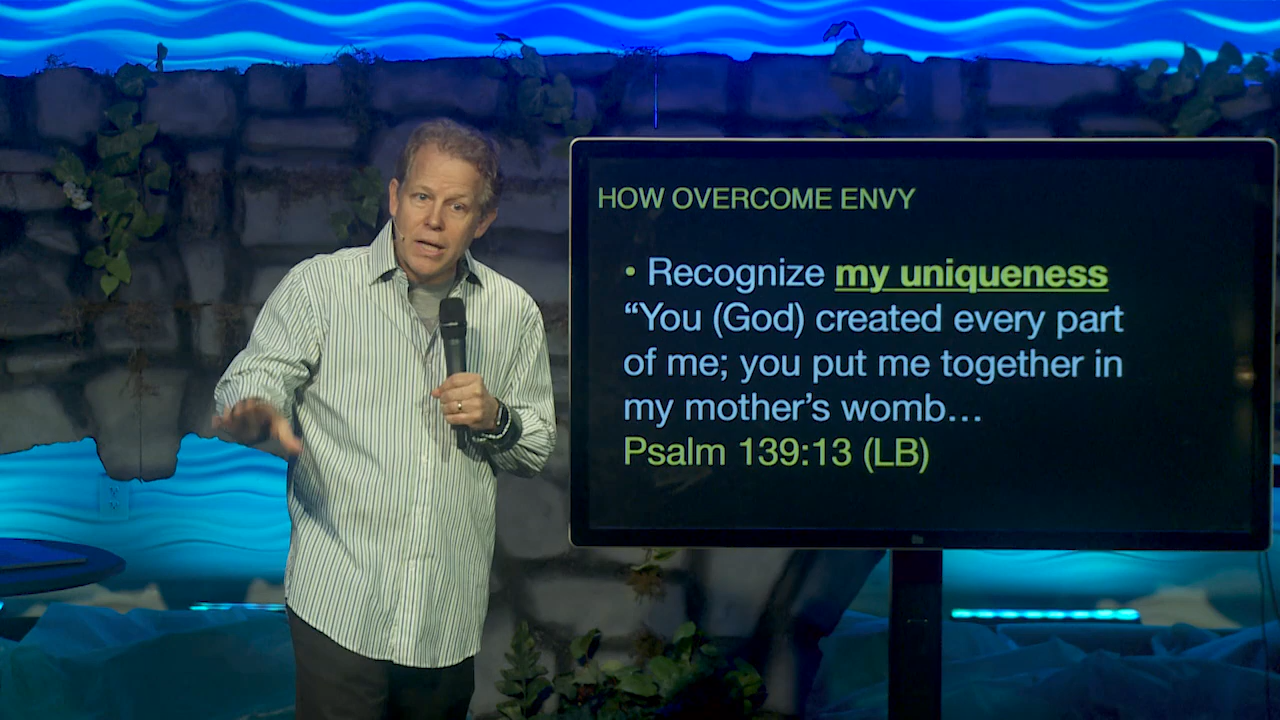 HOW OVERCOME ENVY
• Recognize my uniqueness
“You (God) created every part
of me; you put me together in
my mother’s womb…
Psalm 139:13 (LB)